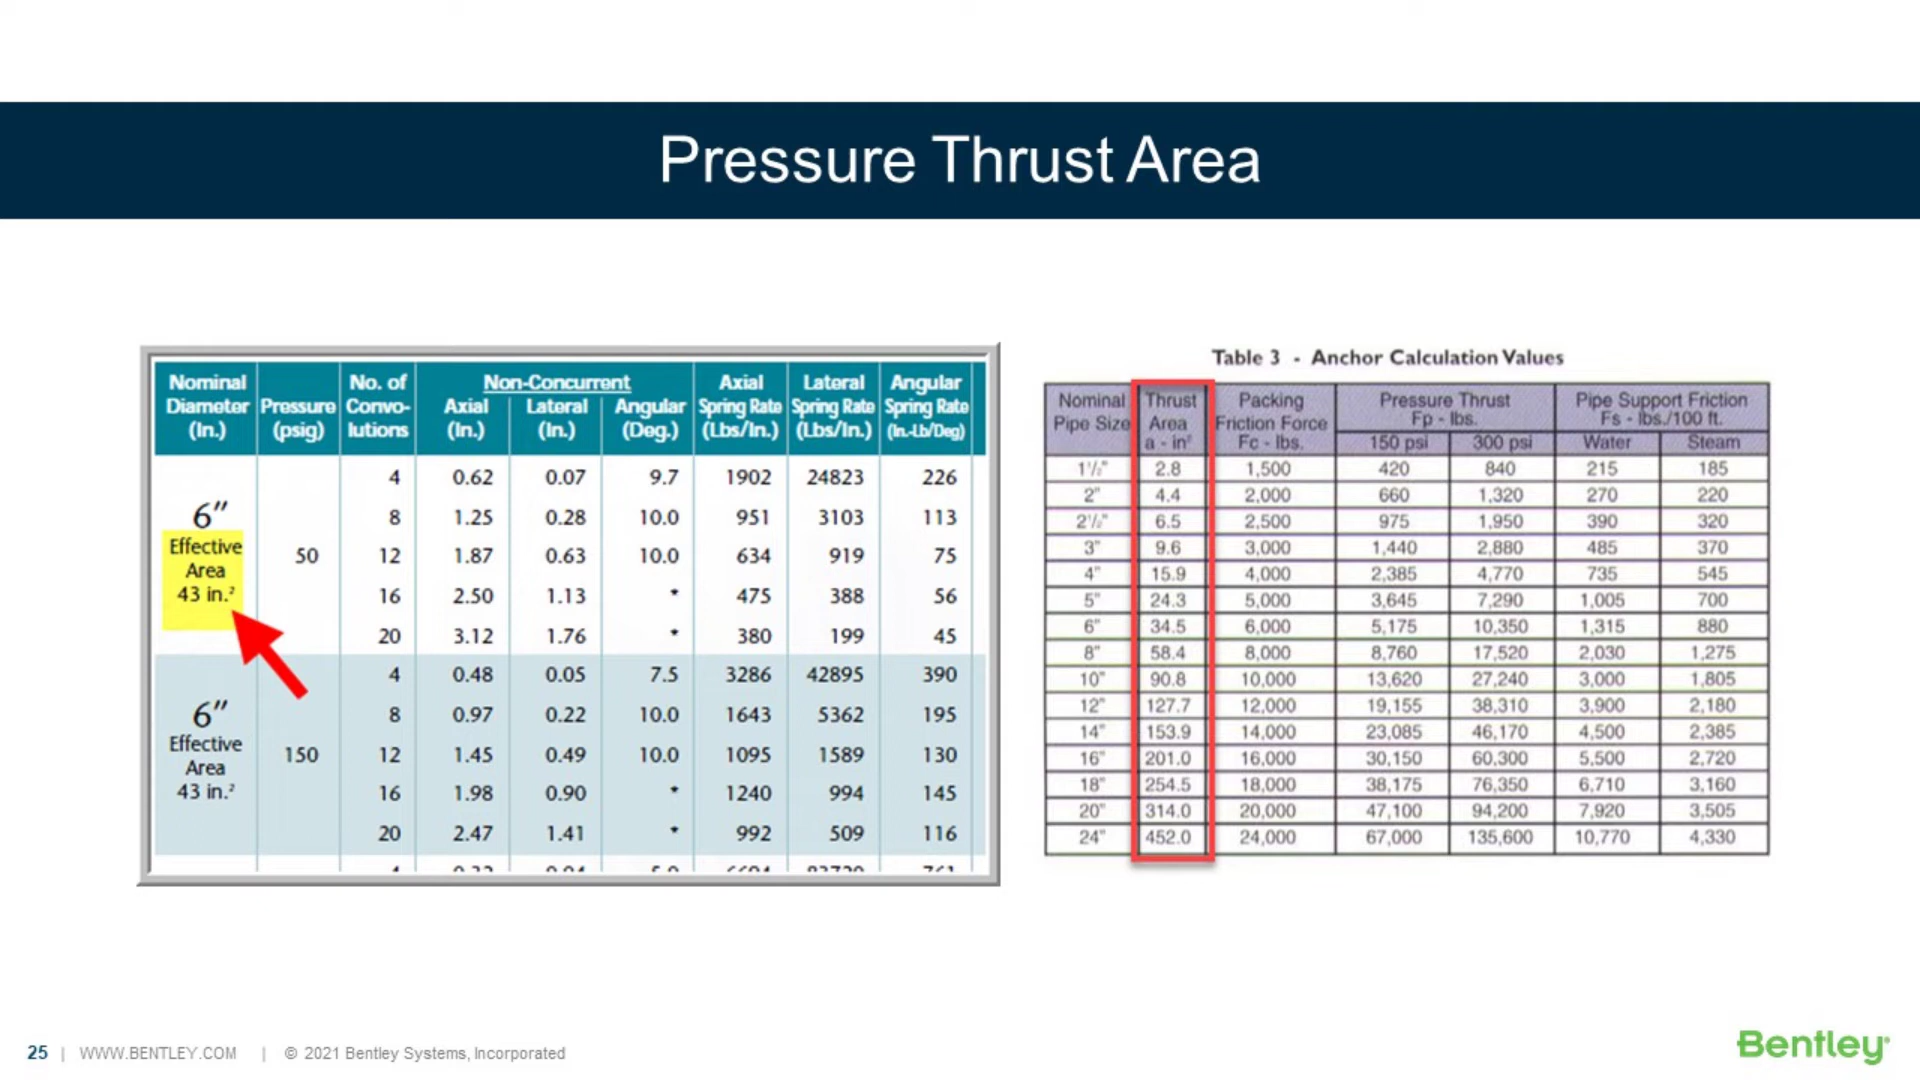 Pressure Thrust Area
Nominal Diameter (In.) Pressure (psig) No. of Convo-lutions Non-Concurrent Axial (In.) Lateral (In.) Angular (Deg.) Axial Spring Rate (Lbs/In.) Lateral Spring Rate (Lbs/In.) Angular Spring Rate (In.-Lb/Deg)
4 0.62 0.07 9.7 1902 24823 226
6″ 8 1.25 0.28 10.0 951 3103 113
Effective
Area 50 12 1.87 0.63 10.0 634 919 75
43 in.² 16 2.50 1.13 * 475 388 56
20 3.12 1.76 * 380 199 45
4 0.48 0.05 7.5 3286 42895 390
6″ 8 0.97 0.22 10.0 1643 5362 195
Effective
Area 150 12 1.45 0.49 10.0 1095 1589 130
43 in.² 16 1.98 0.90 * 1240 994 145
20 2.47 1.41 * 992 509 116
Table 3 - Anchor Calculation Values
Nominal Pipe Size Thrust Area a - in² Packing Friction Force Fc - lbs. Pressure Thrust Fp - lbs. 150 psi 300 psi Pipe Support Friction Fs - lbs./100 ft. Water Steam
1½" 2.8 1,500 420 840 215 185
2" 4.4 2,000 660 1,320 270 220
2½" 6.5 2,500 975 1,950 390 320
3" 9.6 3,000 1,440 2,880 485 370
4" 15.9 4,000 2,385 4,770 735 545
5" 24.3 5,000 3,645 7,290 1,005 700
6" 34.5 6,000 5,175 10,350 1,315 880
8" 58.4 8,000 8,760 17,520 2,030 1,275
10" 90.8 10,000 13,620 27,240 3,000 1,805
12" 127.7 12,000 19,155 38,310 3,900 2,180
14" 153.9 14,000 23,085 46,170 4,500 2,385
16" 201.0 16,000 30,150 60.300 5,500 2,720
18" 254.5 18,000 38,175 76,350 6,710 3,160
20" 314.0 20,000 47,100 94,200 7,920 3,505
24" 452.0 24,000 67,000 135,600 10,770 4,330
25 | WWW.BENTLEY.COM | © 2021 Bentley Systems, Incorporated
Bentley®